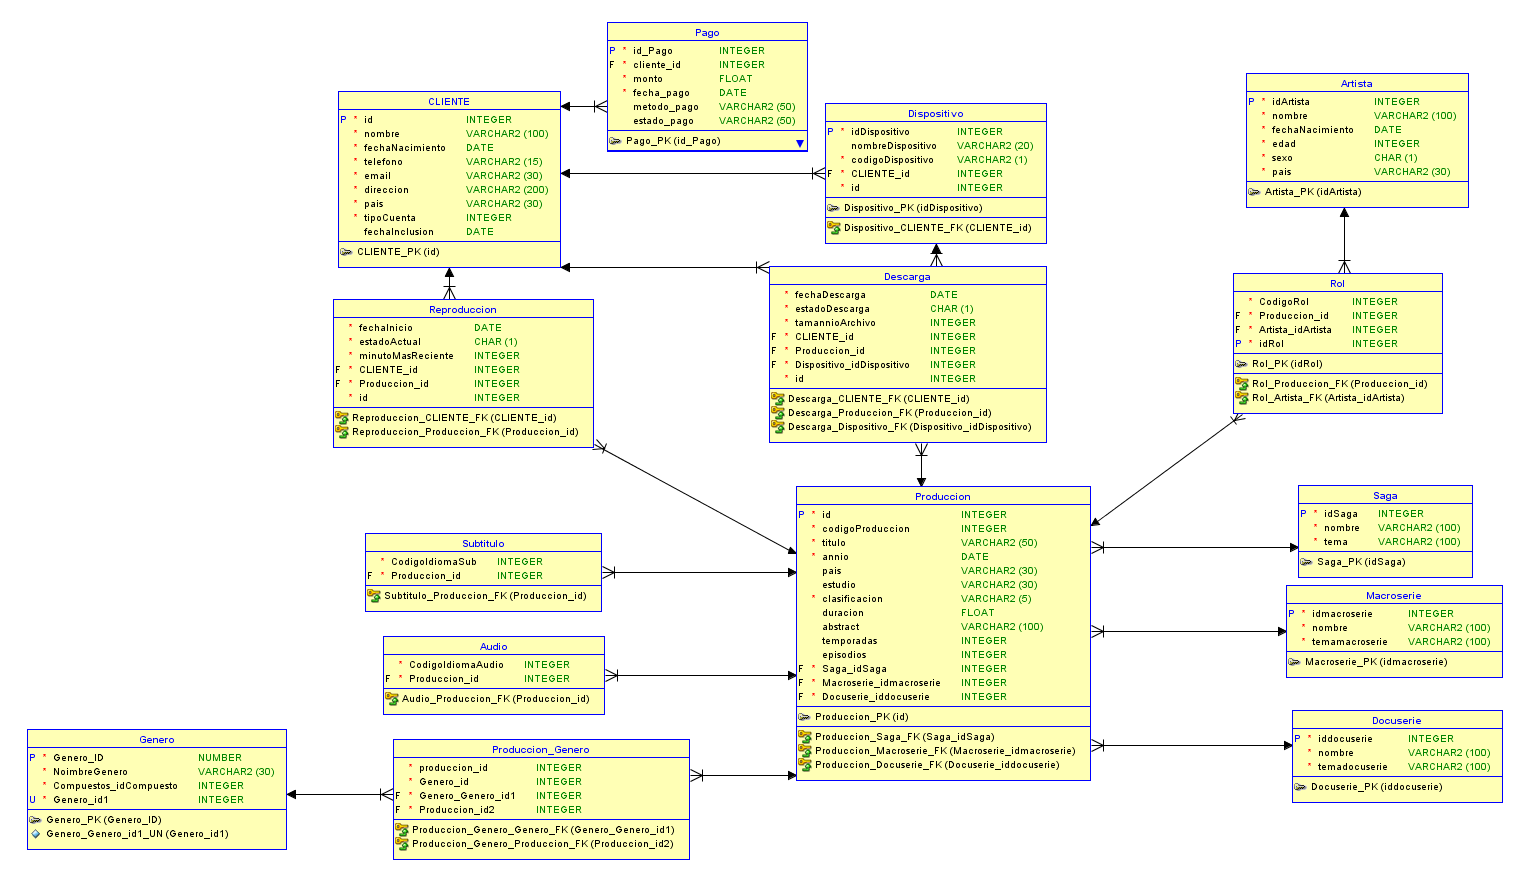 Pago
P * id_Pago INTEGER
F * cliente_id INTEGER
* monto FLOAT
* fecha_pago DATE
metodo_pago VARCHAR2 (50)
estado_pago VARCHAR2 (50)
Pago_PK (id_Pago)
CLIENTE
P * id INTEGER
* nombre VARCHAR2 (100)
* fechaNacimiento DATE
* telefono VARCHAR2 (15)
* email VARCHAR2 (30)
* direccion VARCHAR2 (200)
* pais VARCHAR2 (30)
* tipoCuenta INTEGER
fechaInclusion DATE
CLIENTE_PK (id)
Dispositivo
P * idDispositivo INTEGER
nombreDispositivo VARCHAR2 (20)
* codigoDispositivo VARCHAR2 (1)
F * CLIENTE_id INTEGER
* id INTEGER
Dispositivo_PK (idDispositivo)
Dispositivo_CLIENTE_FK (CLIENTE_id)
Artista
P * idArtista INTEGER
* nombre VARCHAR2 (100)
* fechaNacimiento DATE
* edad INTEGER
* sexo CHAR (1)
* pais VARCHAR2 (30)
Artista_PK (idArtista)
Reproduccion
* fechaInicio DATE
* estadoActual CHAR (1)
* minutoMasReciente INTEGER
F * CLIENTE_id INTEGER
F * Produccion_id INTEGER
* id INTEGER
Reproduccion_CLIENTE_FK (CLIENTE_id)
Reproduccion_Produccion_FK (Produccion_id)
Descarga
* fechaDescarga DATE
* estadoDescarga CHAR (1)
* tamannioArchivo INTEGER
F * CLIENTE_id INTEGER
F * Produccion_id INTEGER
F * Dispositivo_idDispositivo INTEGER
* id INTEGER
Descarga_CLIENTE_FK (CLIENTE_id)
Descarga_Produccion_FK (Produccion_id)
Descarga_Dispositivo_FK (Dispositivo_idDispositivo)
Rol
* CodigoRol INTEGER
F * Produccion_id INTEGER
F * Artista_idArtista INTEGER
P * idRol INTEGER
Rol_PK (idRol)
Rol_Produccion_FK (Produccion_id)
Rol_Artista_FK (Artista_idArtista)
Produccion
P * id INTEGER
* codigoProduccion INTEGER
* titulo VARCHAR2 (50)
* annio DATE
pais VARCHAR2 (30)
estudio VARCHAR2 (30)
* clasificacion VARCHAR2 (5)
duracion FLOAT
abstract VARCHAR2 (100)
temporadas INTEGER
episodios INTEGER
F * Saga_idSaga INTEGER
F * Macroserie_idmacroserie INTEGER
F * Docuserie_iddocuserie INTEGER
Produccion_PK (id)
Produccion_Saga_FK (Saga_idSaga)
Produccion_Macroserie_FK (Macroserie_idmacroserie)
Produccion_Docuserie_FK (Docuserie_iddocuserie)
Saga
P * idSaga INTEGER
* nombre VARCHAR2 (100)
* tema VARCHAR2 (100)
Saga_PK (idSaga)
Subtitulo
* CodigoIdiomaSub INTEGER
F * Produccion_id INTEGER
Subtitulo_Produccion_FK (Produccion_id)
Macroserie
P * idmacroserie INTEGER
* nombre VARCHAR2 (100)
* temamacroserie VARCHAR2 (100)
Macroserie_PK (idmacroserie)
Audio
* CodigoIdiomaAudio INTEGER
F * Produccion_id INTEGER
Audio_Produccion_FK (Produccion_id)
Docuserie
P * iddocuserie INTEGER
* nombre VARCHAR2 (100)
* temadocuserie VARCHAR2 (100)
Docuserie_PK (iddocuserie)
Genero
P * Genero_ID NUMBER
* NoimbreGenero VARCHAR2 (30)
* Compuestos_idCompuesto INTEGER
U * Genero_id1 INTEGER
Genero_PK (Genero_ID)
Genero_Genero_id1_UN (Genero_id1)
Produccion_Genero
* produccion_id INTEGER
* Genero_id INTEGER
F * Genero_Genero_id1 INTEGER
F * Produccion_id2 INTEGER
Produccion_Genero_Genero_FK (Genero_Genero_id1)
Produccion_Genero_Produccion_FK (Produccion_id2)